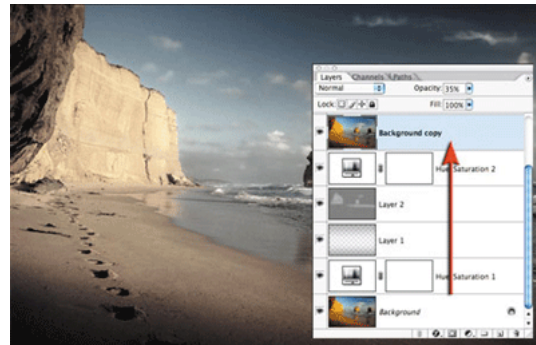 Layers Channels Paths
Normal Opacity: 35%
Lock: Fill: 100%
Background copy
Hue Saturation 2
Layer 2
Layer 1
Hue Saturation 1
Background